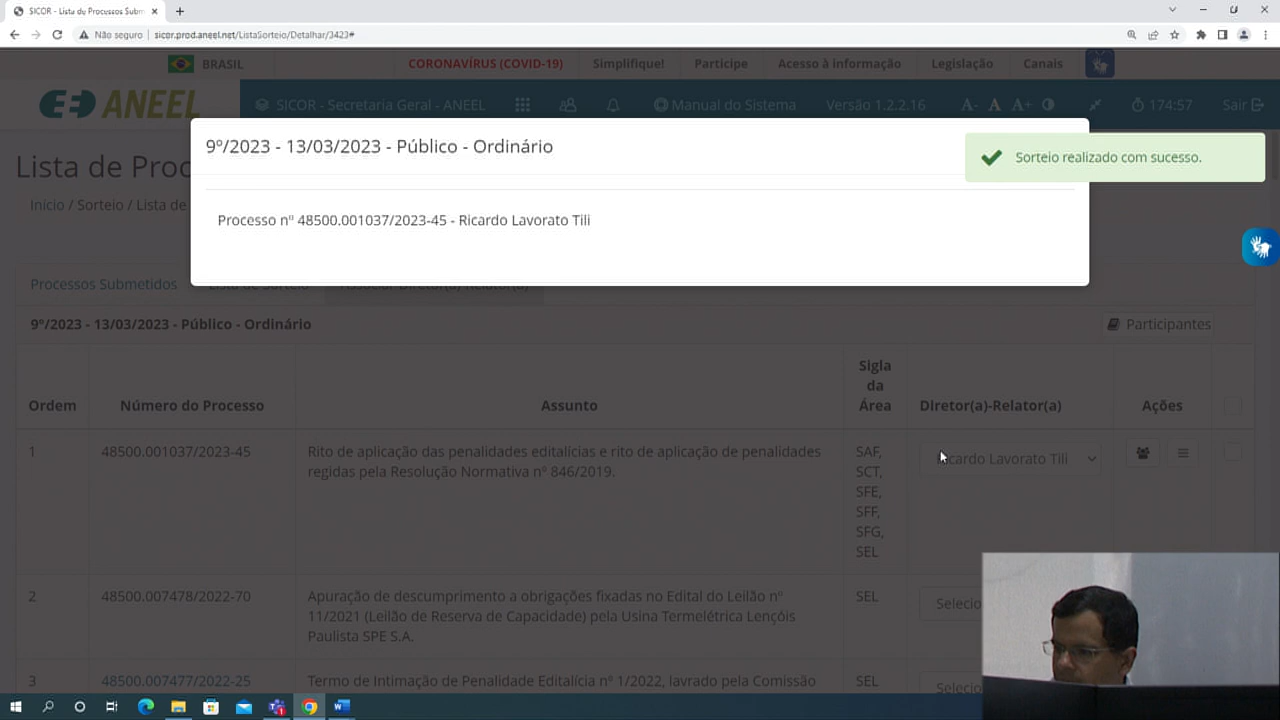 SICOR - Lista de Processos Subm
Não seguro
sicor.prod.aneel.net/ListaSorteio/Detalhar/3423#
BRASIL
CORONAVÍRUS (COVID-19)
Simplifique!
Participe
Acesso à informação
Legislação
Canais
ANEEL
SICOR - Secretaria Geral - ANEEL
Manual do Sistema
Versão 1.2.2.16
A- A A+
174:57
Sair
9º/2023 - 13/03/2023 - Público - Ordinário
Sorteio realizado com sucesso.
Lista de Proc
Início / Sorteio / Lista de
Processo nº 48500.001037/2023-45 - Ricardo Lavorato Tili
Processos Submetidos
Lista de Sorteio
Associar Diretor(a)-Relator(a)
9º/2023 - 13/03/2023 - Público - Ordinário
Participantes
Ordem
Número do Processo
Assunto
Sigla
da
Área
Diretor(a)-Relator(a)
Ações
1
48500.001037/2023-45
Rito de aplicação das penalidades editalícias e rito de aplicação de penalidades
regidas pela Resolução Normativa nº 846/2019.
SAF,
SCT,
SFE,
SFF,
SFG,
SEL
Ricardo Lavorato Tili
2
48500.007478/2022-70
Apuração de descumprimento a obrigações fixadas no Edital do Leilão nº
11/2021 (Leilão de Reserva de Capacidade) pela Usina Termelétrica Lençóis
Paulista SPE S.A.
SEL
Selecio
3
48500.007477/2022-25
Termo de Intimação de Penalidade Editalícia nº 1/2022, lavrado pela Comissão
SEL
Selecio